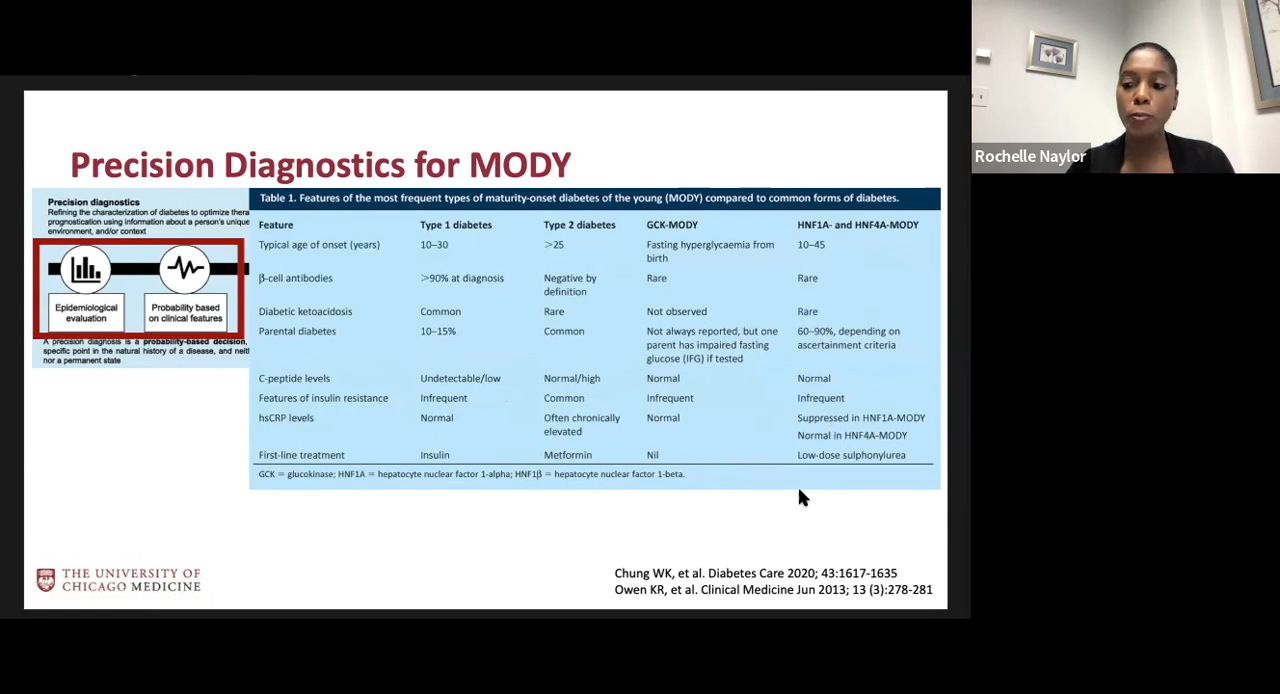 Rochelle Naylor
Precision Diagnostics for MODY
Precision diagnostics
Refining the characterization of diabetes to optimize thera
prognostication using information about a person's unique
environment, and/or context
Epidemiological
evaluation
Probability based
on clinical features
A precision diagnosis is a probability-based decision,
specific point in the natural history of a disease, and neit
nor a permanent state
Table 1. Features of the most frequent types of maturity-onset diabetes of the young (MODY) compared to common forms of diabetes.
Feature Type 1 diabetes Type 2 diabetes GCK-MODY HNF1A- and HNF4A-MODY
Typical age of onset (years) 10–30 >25 Fasting hyperglycaemia from 10–45
birth
β-cell antibodies >90% at diagnosis Negative by Rare Rare
definition
Diabetic ketoacidosis Common Rare Not observed Rare
Parental diabetes 10–15% Common Not always reported, but one 60–90%, depending on
parent has impaired fasting ascertainment criteria
glucose (IFG) if tested
C-peptide levels Undetectable/low Normal/high Normal Normal
Features of insulin resistance Infrequent Common Infrequent Infrequent
hsCRP levels Normal Often chronically Normal Suppressed in HNF1A-MODY
elevated Normal in HNF4A-MODY
First-line treatment Insulin Metformin Nil Low-dose sulphonylurea
GCK = glucokinase; HNF1A = hepatocyte nuclear factor 1-alpha; HNF1β = hepatocyte nuclear factor 1-beta.
THE UNIVERSITY OF
CHICAGO MEDICINE
Chung WK, et al. Diabetes Care 2020; 43:1617-1635
Owen KR, et al. Clinical Medicine Jun 2013; 13 (3):278-281